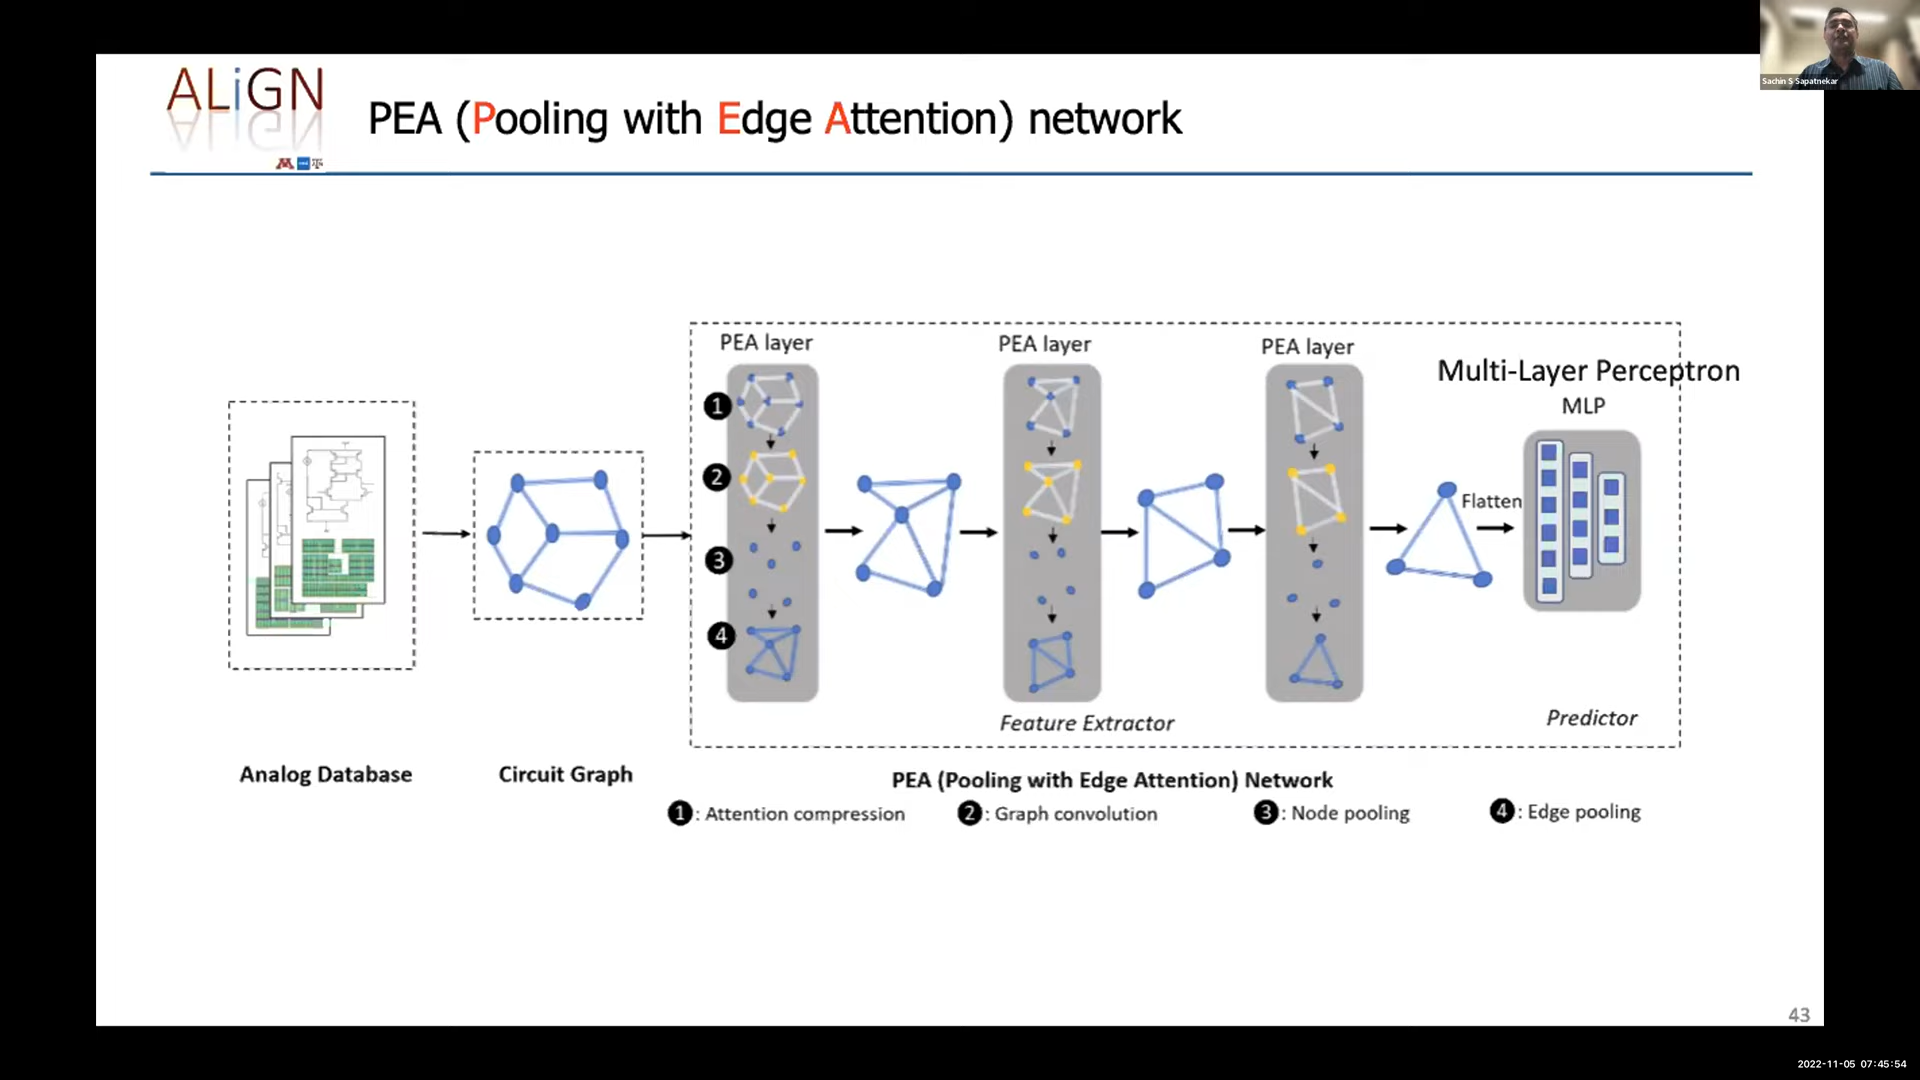 Sachin S Sapatnekar
ALiGN
PEA (Pooling with Edge Attention) network
PEA layer
PEA layer
PEA layer
Multi-Layer Perceptron
MLP
1
2
3
4
Flatten
Feature Extractor
Predictor
Analog Database
Circuit Graph
PEA (Pooling with Edge Attention) Network
1: Attention compression
2: Graph convolution
3: Node pooling
4: Edge pooling
43
2022-11-05 07:45:54